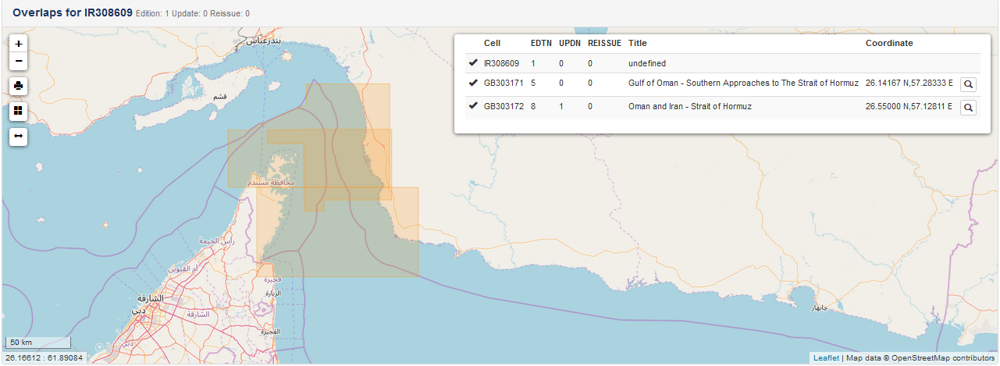 Overlaps for IR308609 Edition: 1 Update: 0 Reissue: 0
+
−
Cell EDTN UPDN REISSUE Title Coordinate
IR308609 1 0 0 undefined
GB303171 5 0 0 Gulf of Oman - Southern Approaches to The Strait of Hormuz 26.14167 N,57.28333 E
GB303172 8 1 0 Oman and Iran - Strait of Hormuz 26.55000 N,57.12811 E
بندرعباس
قشم
محافظة مسندم
رأس الخيمة
أم القيوين
الشارقة
دبي
الشارقة
دبي
فجيرة
الزبارة
الفجيرة
چابهار
50 km
26.16612 : 61.89084
Leaflet | Map data © OpenStreetMap contributors